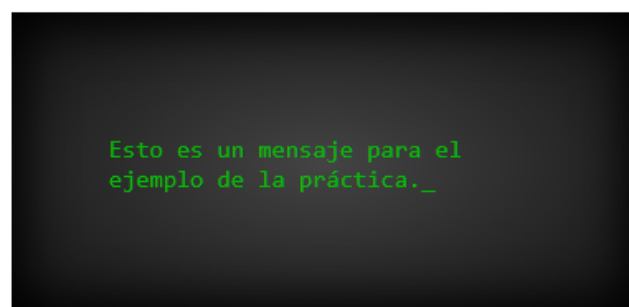 Esto es un mensaje para el
ejemplo de la práctica._